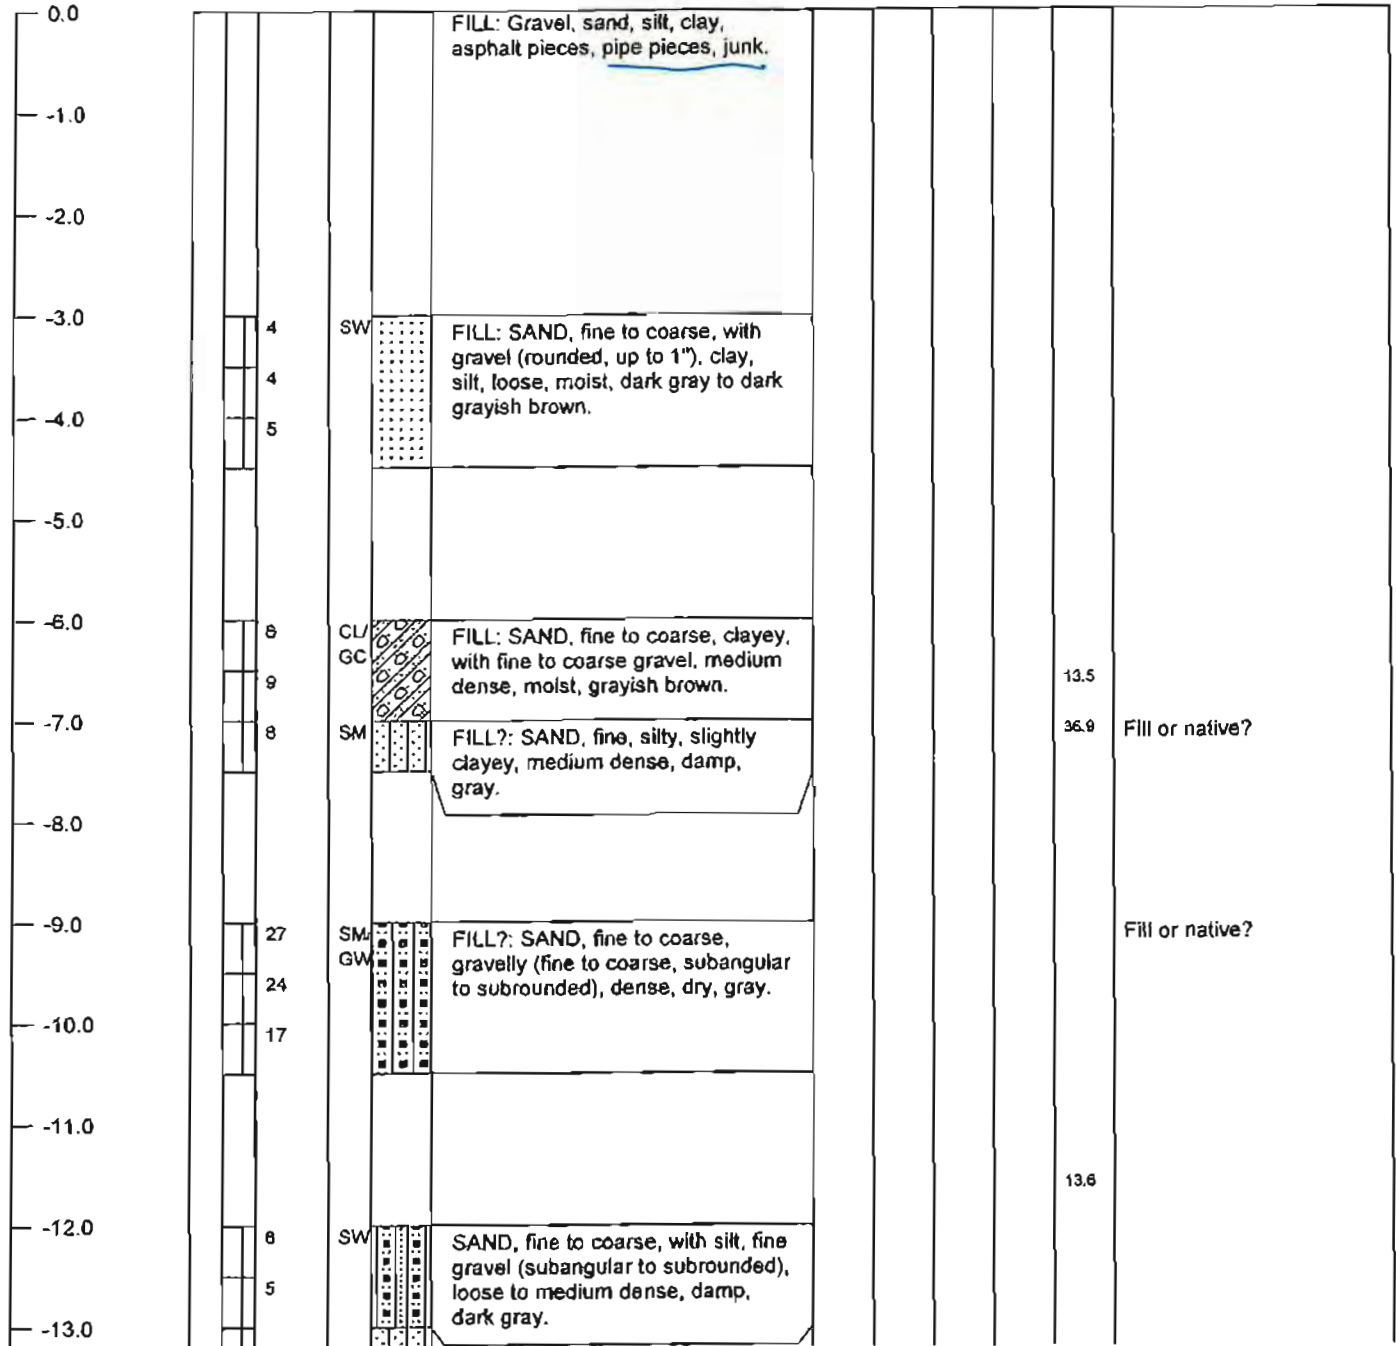 0.0
FILL: Gravel, sand, silt, clay,
asphalt pieces, pipe pieces, junk.
-1.0
-2.0
-3.0
4
SW
FILL: SAND, fine to coarse, with
gravel (rounded, up to 1"), clay,
silt, loose, moist, dark gray to dark
grayish brown.
4
-4.0
5
-5.0
-6.0
8
CL/
GC
FILL: SAND, fine to coarse, clayey,
with fine to coarse gravel, medium
dense, moist, grayish brown.
9
13.5
-7.0
8
SM
FILL?: SAND, fine, silty, slightly
clayey, medium dense, damp,
gray.
36.9
Fill or native?
-8.0
-9.0
27
SM/
GW
FILL?: SAND, fine to coarse,
gravelly (fine to coarse, subangular
to subrounded), dense, dry, gray.
Fill or native?
24
-10.0
17
-11.0
13.6
-12.0
6
SW
SAND, fine to coarse, with silt, fine
gravel (subangular to subrounded),
loose to medium dense, damp,
dark gray.
5
-13.0